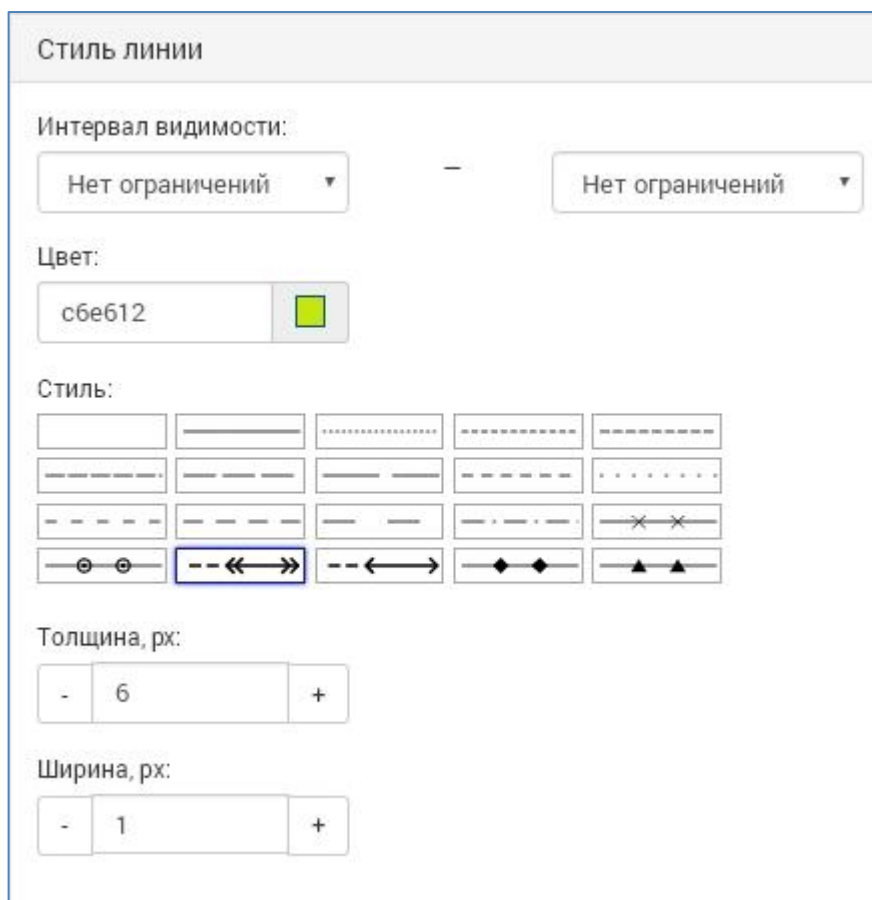 Стиль линии
Интервал видимости:
Нет ограничений – Нет ограничений
Цвет:
c6e612
Стиль:
Толщина, px:
- 6 +
Ширина, px:
- 1 +